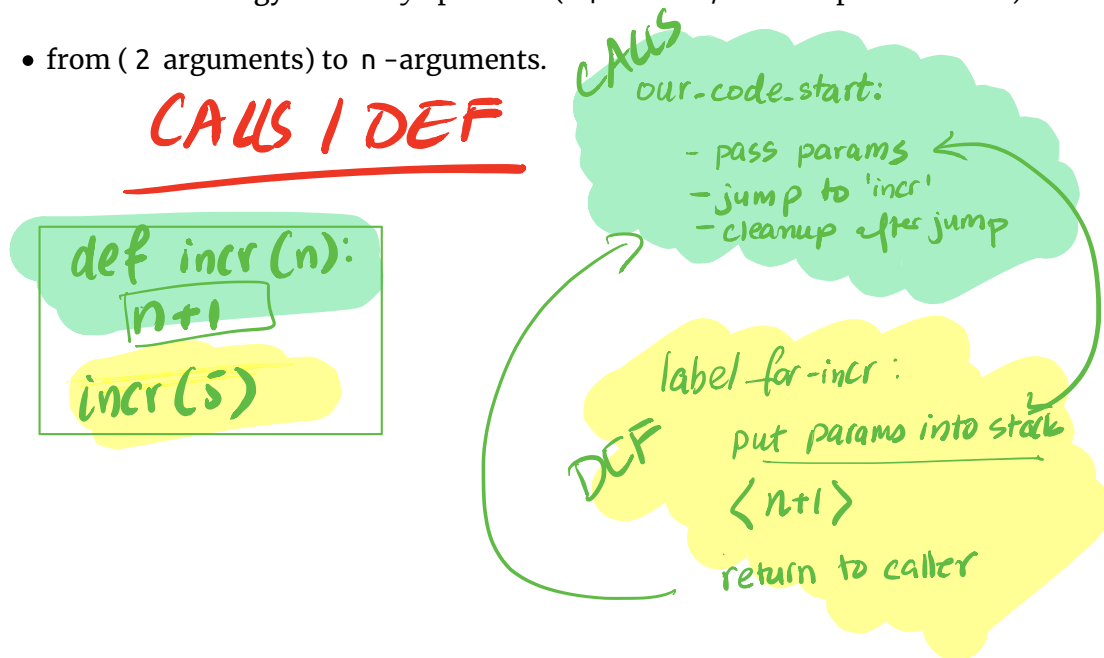 • from ( 2 arguments) to n -arguments.
CALLS / DEF
def incr (n):
n+1
incr (5)
CALLS
our-code-start:
- pass params
- jump to 'incr'
- cleanup after jump
label-for-incr :
DEF
put params into stack
<n+1>
return to caller